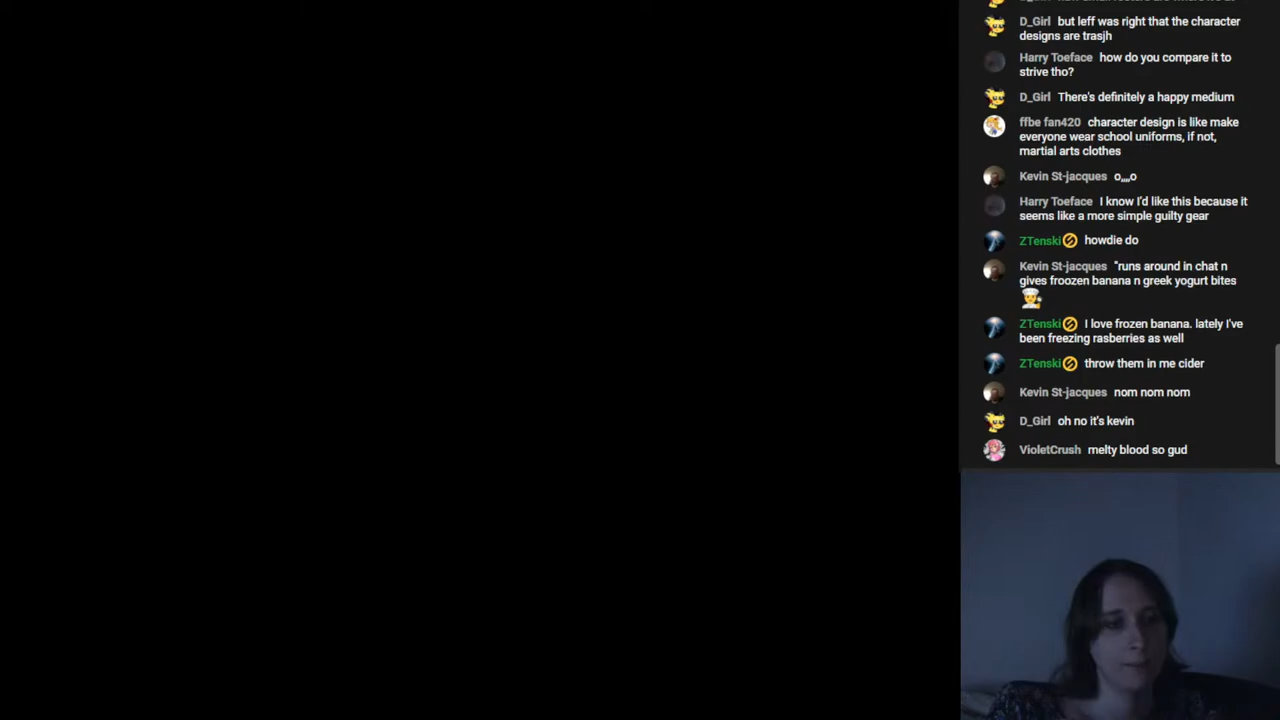 D_Girl but leff was right that the character
designs are trasjh
Harry Toeface how do you compare it to
strive tho?
D_Girl There's definitely a happy medium
ffbe fan420 character design is like make
everyone wear school uniforms, if not,
martial arts clothes
Kevin St-jacques o,,,,o
Harry Toeface I know I'd like this because it
seems like a more simple guilty gear
ZTenski howdie do
Kevin St-jacques "runs around in chat n
gives froozen banana n greek yogurt bites
ZTenski I love frozen banana. lately I've
been freezing rasberries as well
ZTenski throw them in me cider
Kevin St-jacques nom nom nom
D_Girl oh no it's kevin
VioletCrush melty blood so gud